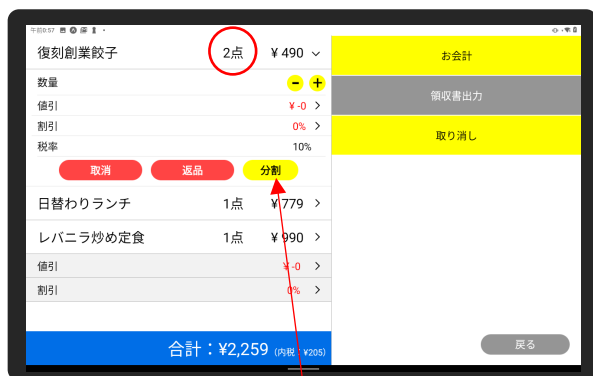 午前0:57
復刻創業餃子 2点 ¥ 490
数量 - +
値引 ¥ -0
割引 0%
税率 10%
取消 返品 分割
日替わりランチ 1点 ¥ 779
レバニラ炒め定食 1点 ¥ 990
値引 ¥ -0
割引 0%
合計：¥2,259 (内税 : ¥205)
お会計
領収書出力
取り消し
戻る